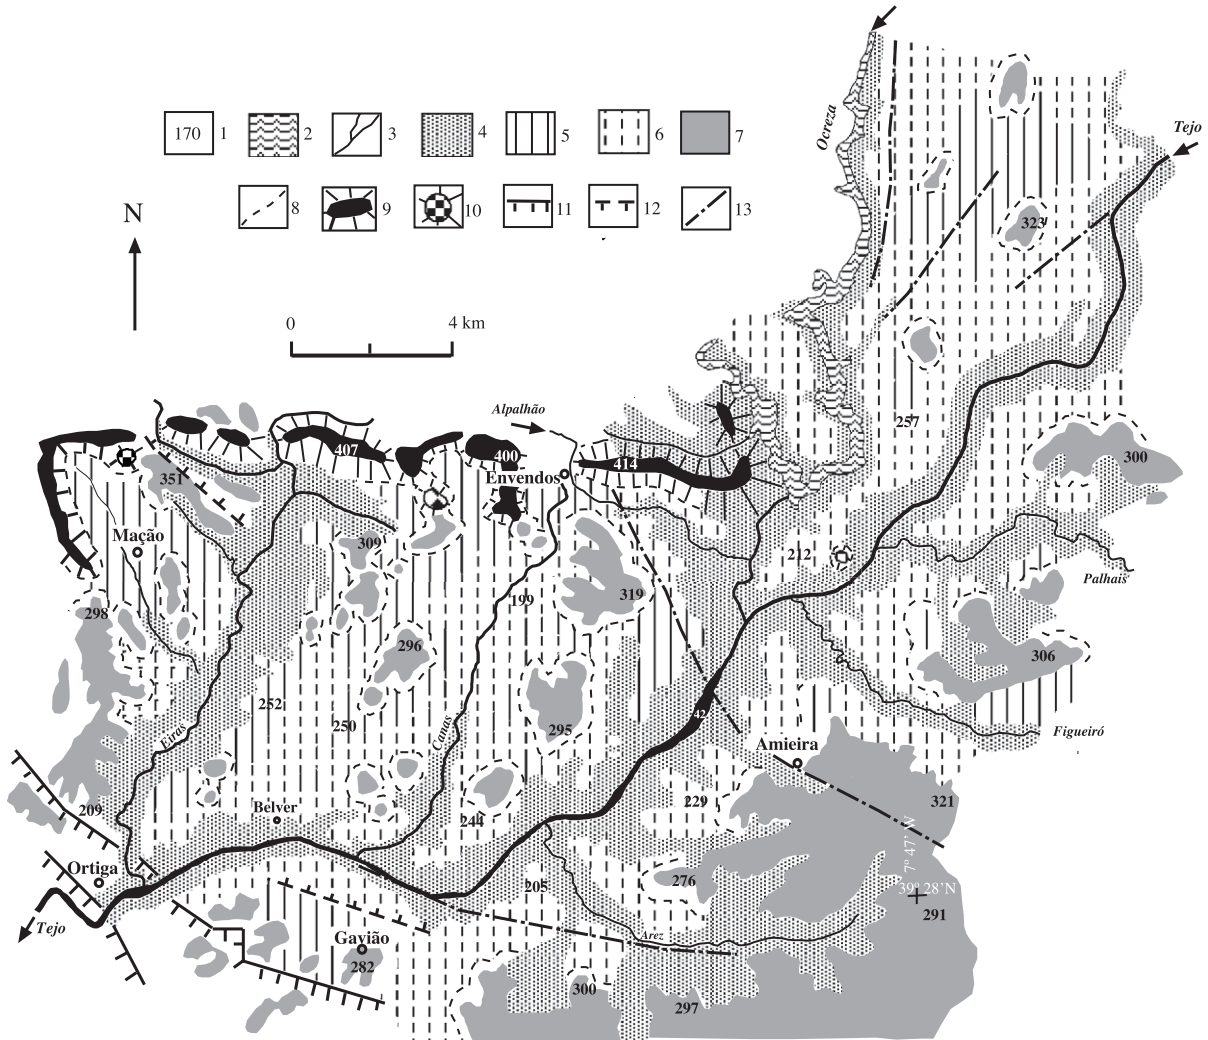 Tejo
Ocreza
170 1 2 3 4 5 6 7
8 9 10 11 12 13
N
323
0 4 km
Alpalhão
257
407 400 414 300
Envendos
351
Mação
309
212
Palhais
199 319
298
296
306
252 250
295
Eiras
Canas
42
Figueiró
Amieira
209
Belver
244
229
321
7° 47' W
Ortiga
205
276
39° 28'N
291
Tejo
Gavião
Arez
282
300
297